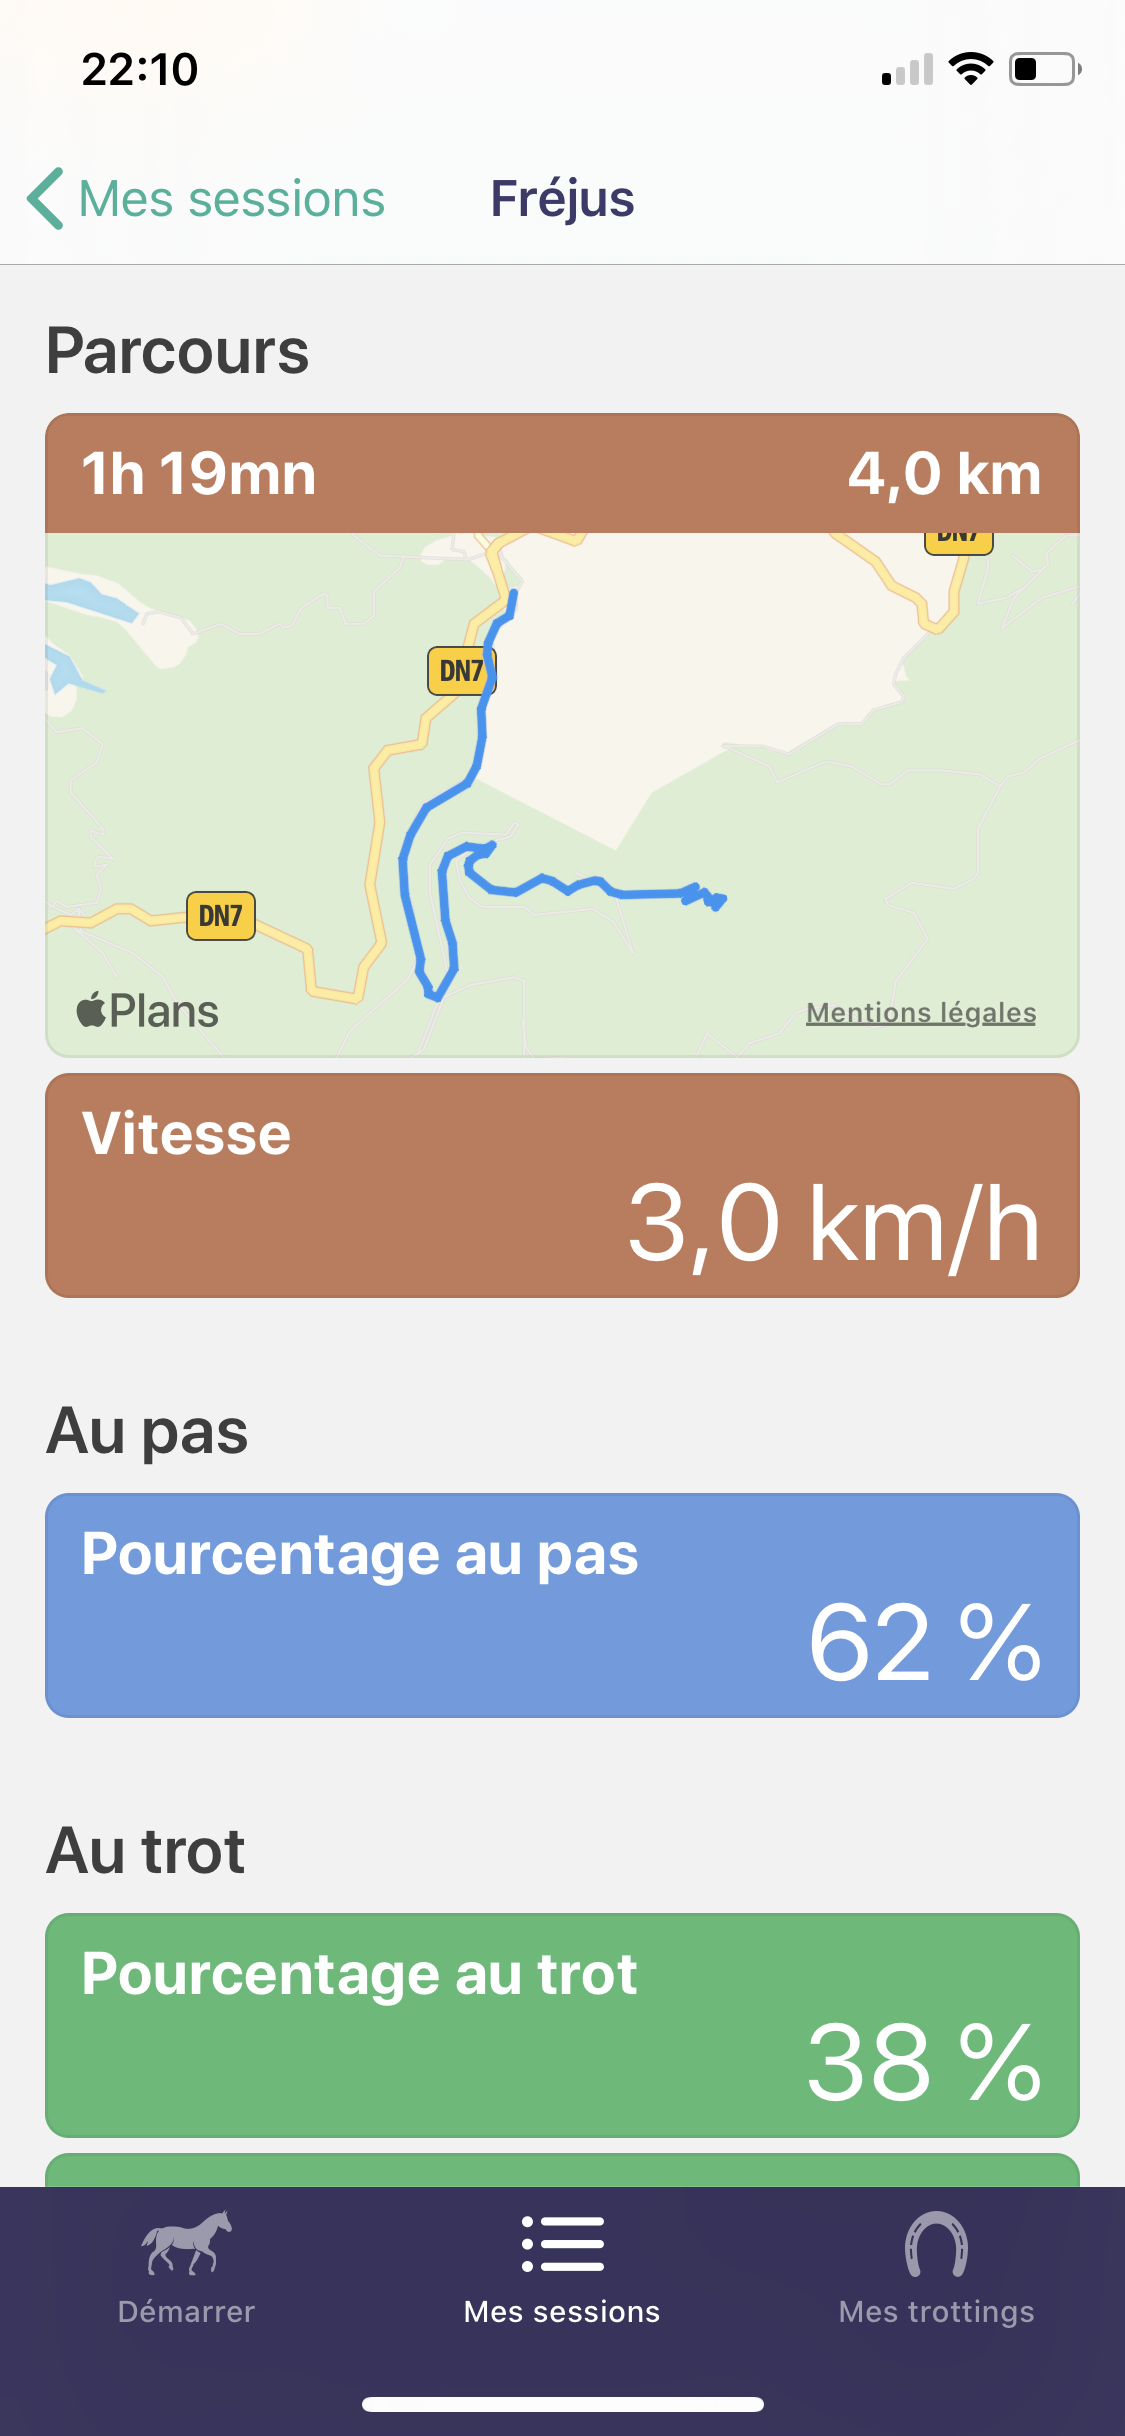 22:10
Mes sessions
Fréjus
Parcours
1h 19mn
4,0 km
DN7
DN7
DN7
Plans
Mentions légales
Vitesse
3,0 km/h
Au pas
Pourcentage au pas
62 %
Au trot
Pourcentage au trot
38 %
Démarrer
Mes sessions
Mes trottings